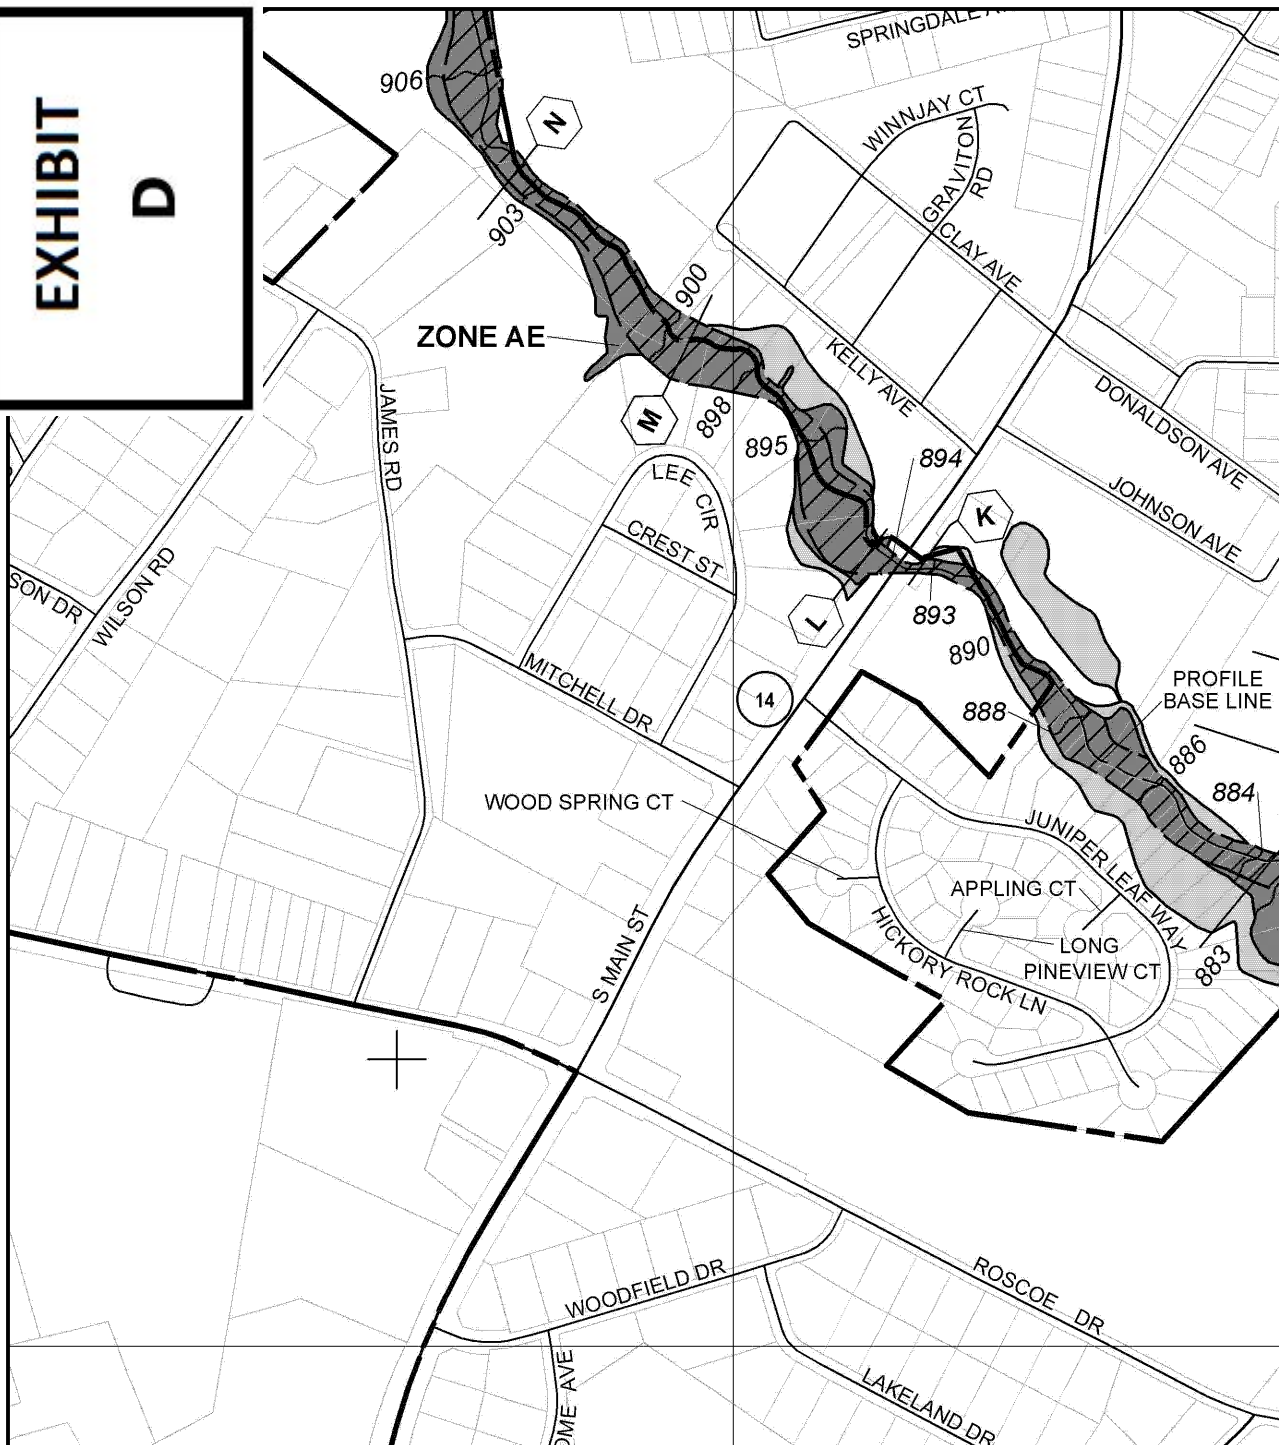 EXHIBIT
D
SPRINGDALE
906
N
WINNJAY CT
GRAVITON
RD
903
CLAY AVE
900
ZONE AE
KELLY AVE
JAMES RD
M
898
895
894
DONALDSON AVE
LEE CIR
JOHNSON AVE
K
CREST ST
SON DR
WILSON RD
L
893
890
MITCHELL DR
14
888
PROFILE
BASE LINE
886
884
WOOD SPRING CT
JUNIPER LEAF WAY
APPLING CT
HICKORY ROCK LN
LONG
PINEVIEW CT
883
S MAIN ST
WOODFIELD DR
ROSCOE DR
OME AVE
LAKELAND DR